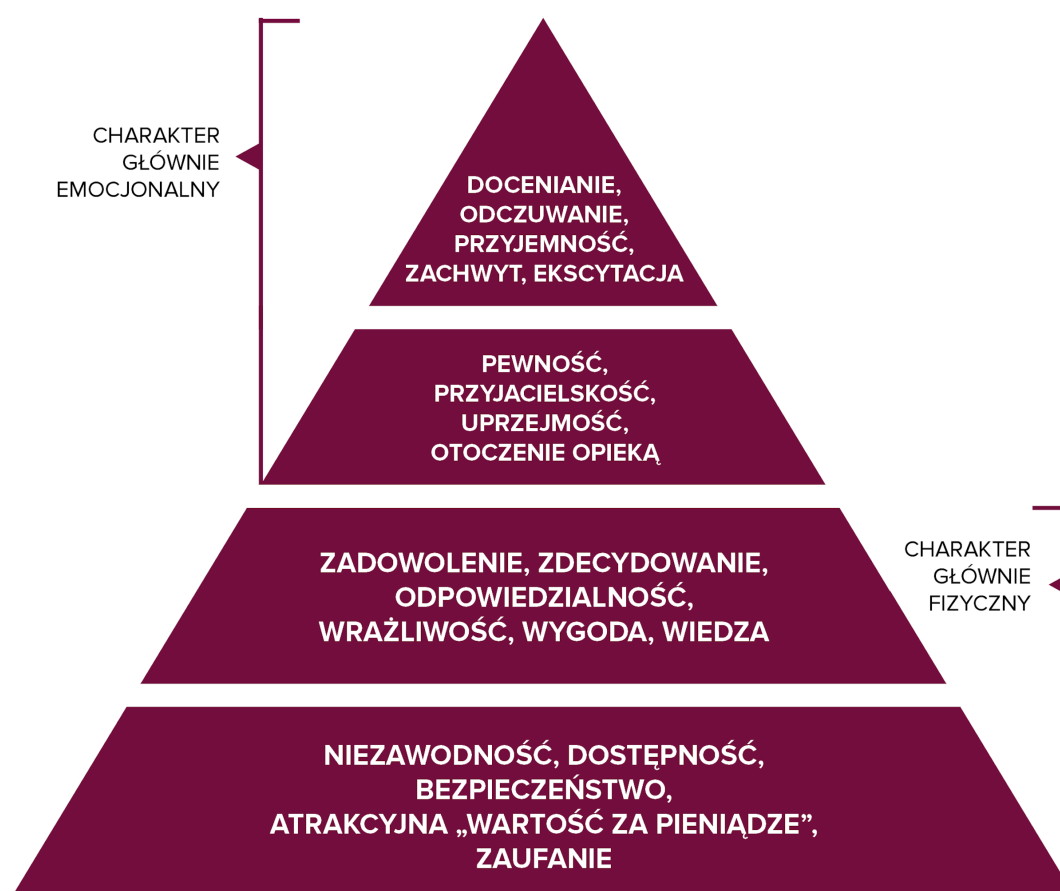 CHARAKTER
GŁÓWNIE
EMOCJONALNY
DOCENIANIE,
ODCZUWANIE,
PRZYJEMNOŚĆ,
ZACHWYT, EKSCYTACJA
PEWNOŚĆ,
PRZYJACIELSKOŚĆ,
UPRZEJMOŚĆ,
OTOCZENIE OPIEKĄ
ZADOWOLENIE, ZDECYDOWANIE,
ODPOWIEDZIALNOŚĆ,
WRAŻLIWOŚĆ, WYGODA, WIEDZA
CHARAKTER
GŁÓWNIE
FIZYCZNY
NIEZAWODNOŚĆ, DOSTĘPNOŚĆ,
BEZPIECZEŃSTWO,
ATRAKCYJNA „WARTOŚĆ ZA PIENIĄDZE”,
ZAUFANIE